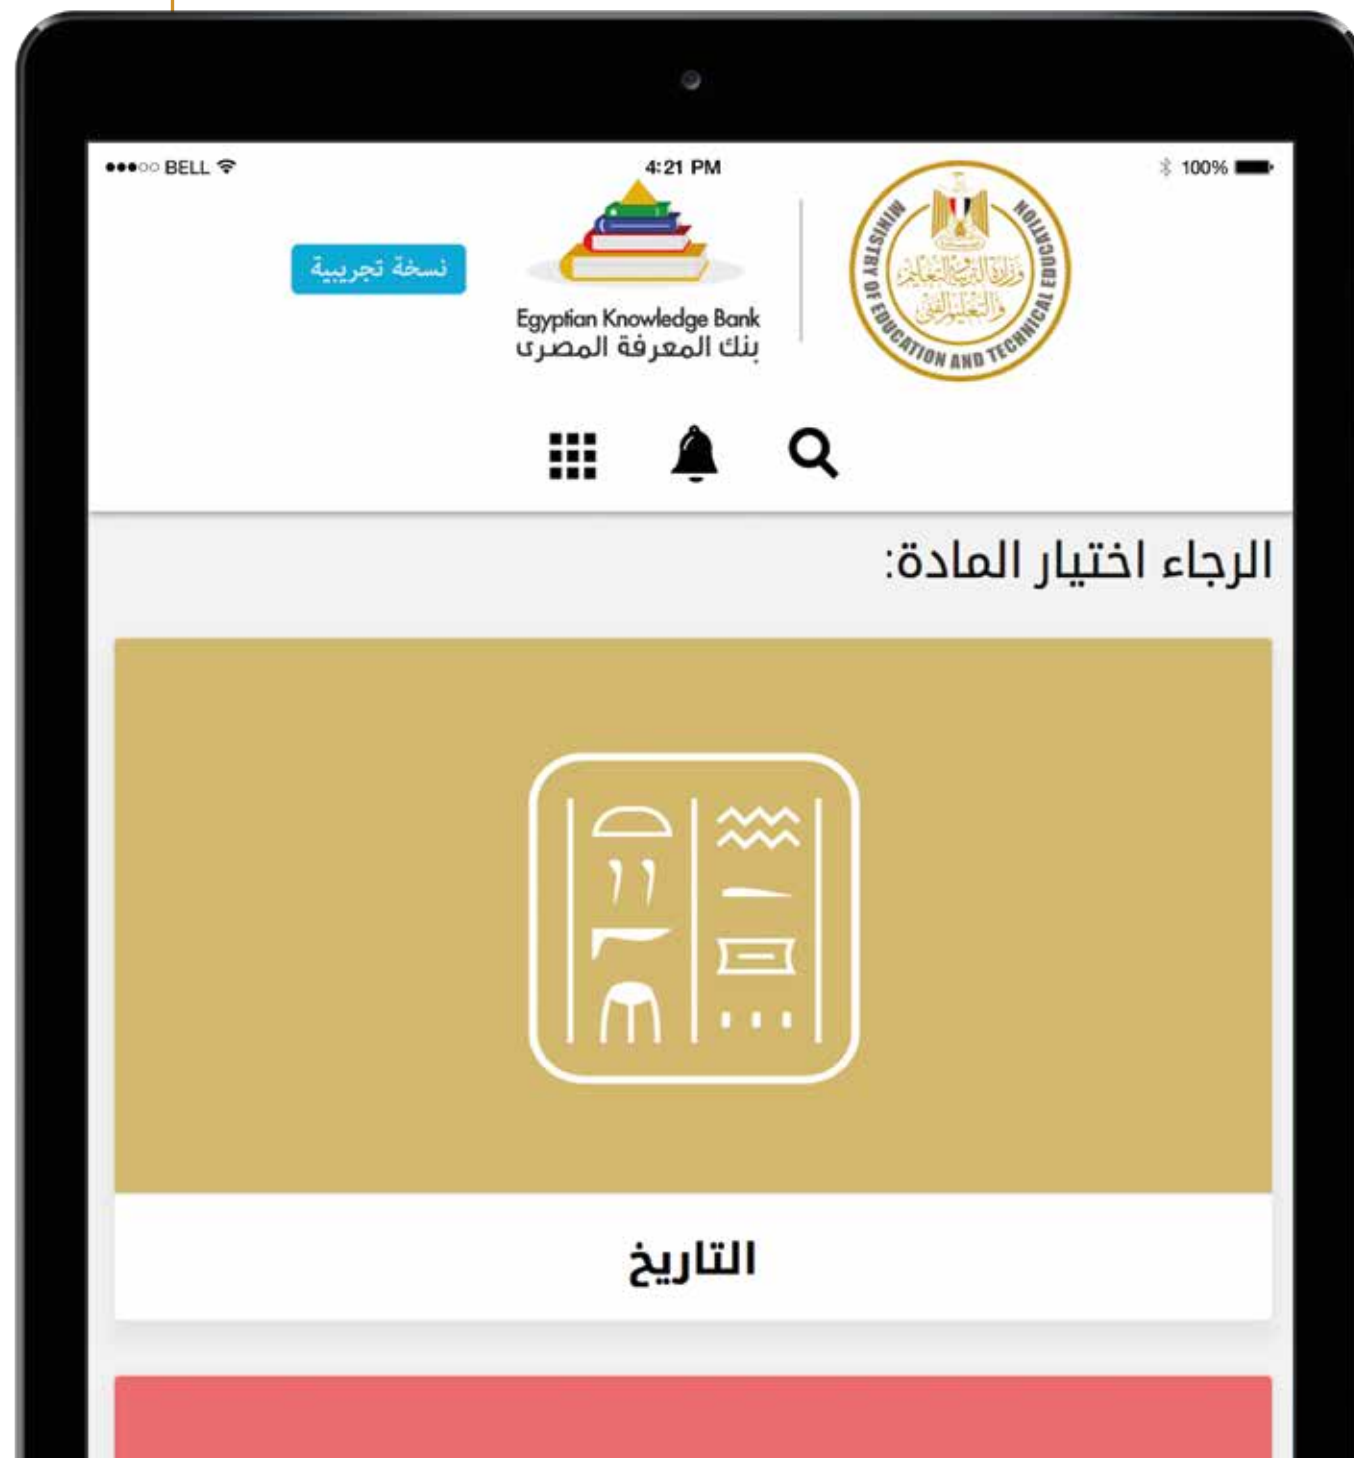 ●●●○○ BELL 4:21 PM 100%
MINISTRY OF EDUCATION AND TECHNICAL EDUCATION
وزارة التربية والتعليم
والتعليم الفني
Egyptian Knowledge Bank
بنك المعرفة المصرى
نسخة تجريبية
الرجاء اختيار المادة:
التاريخ